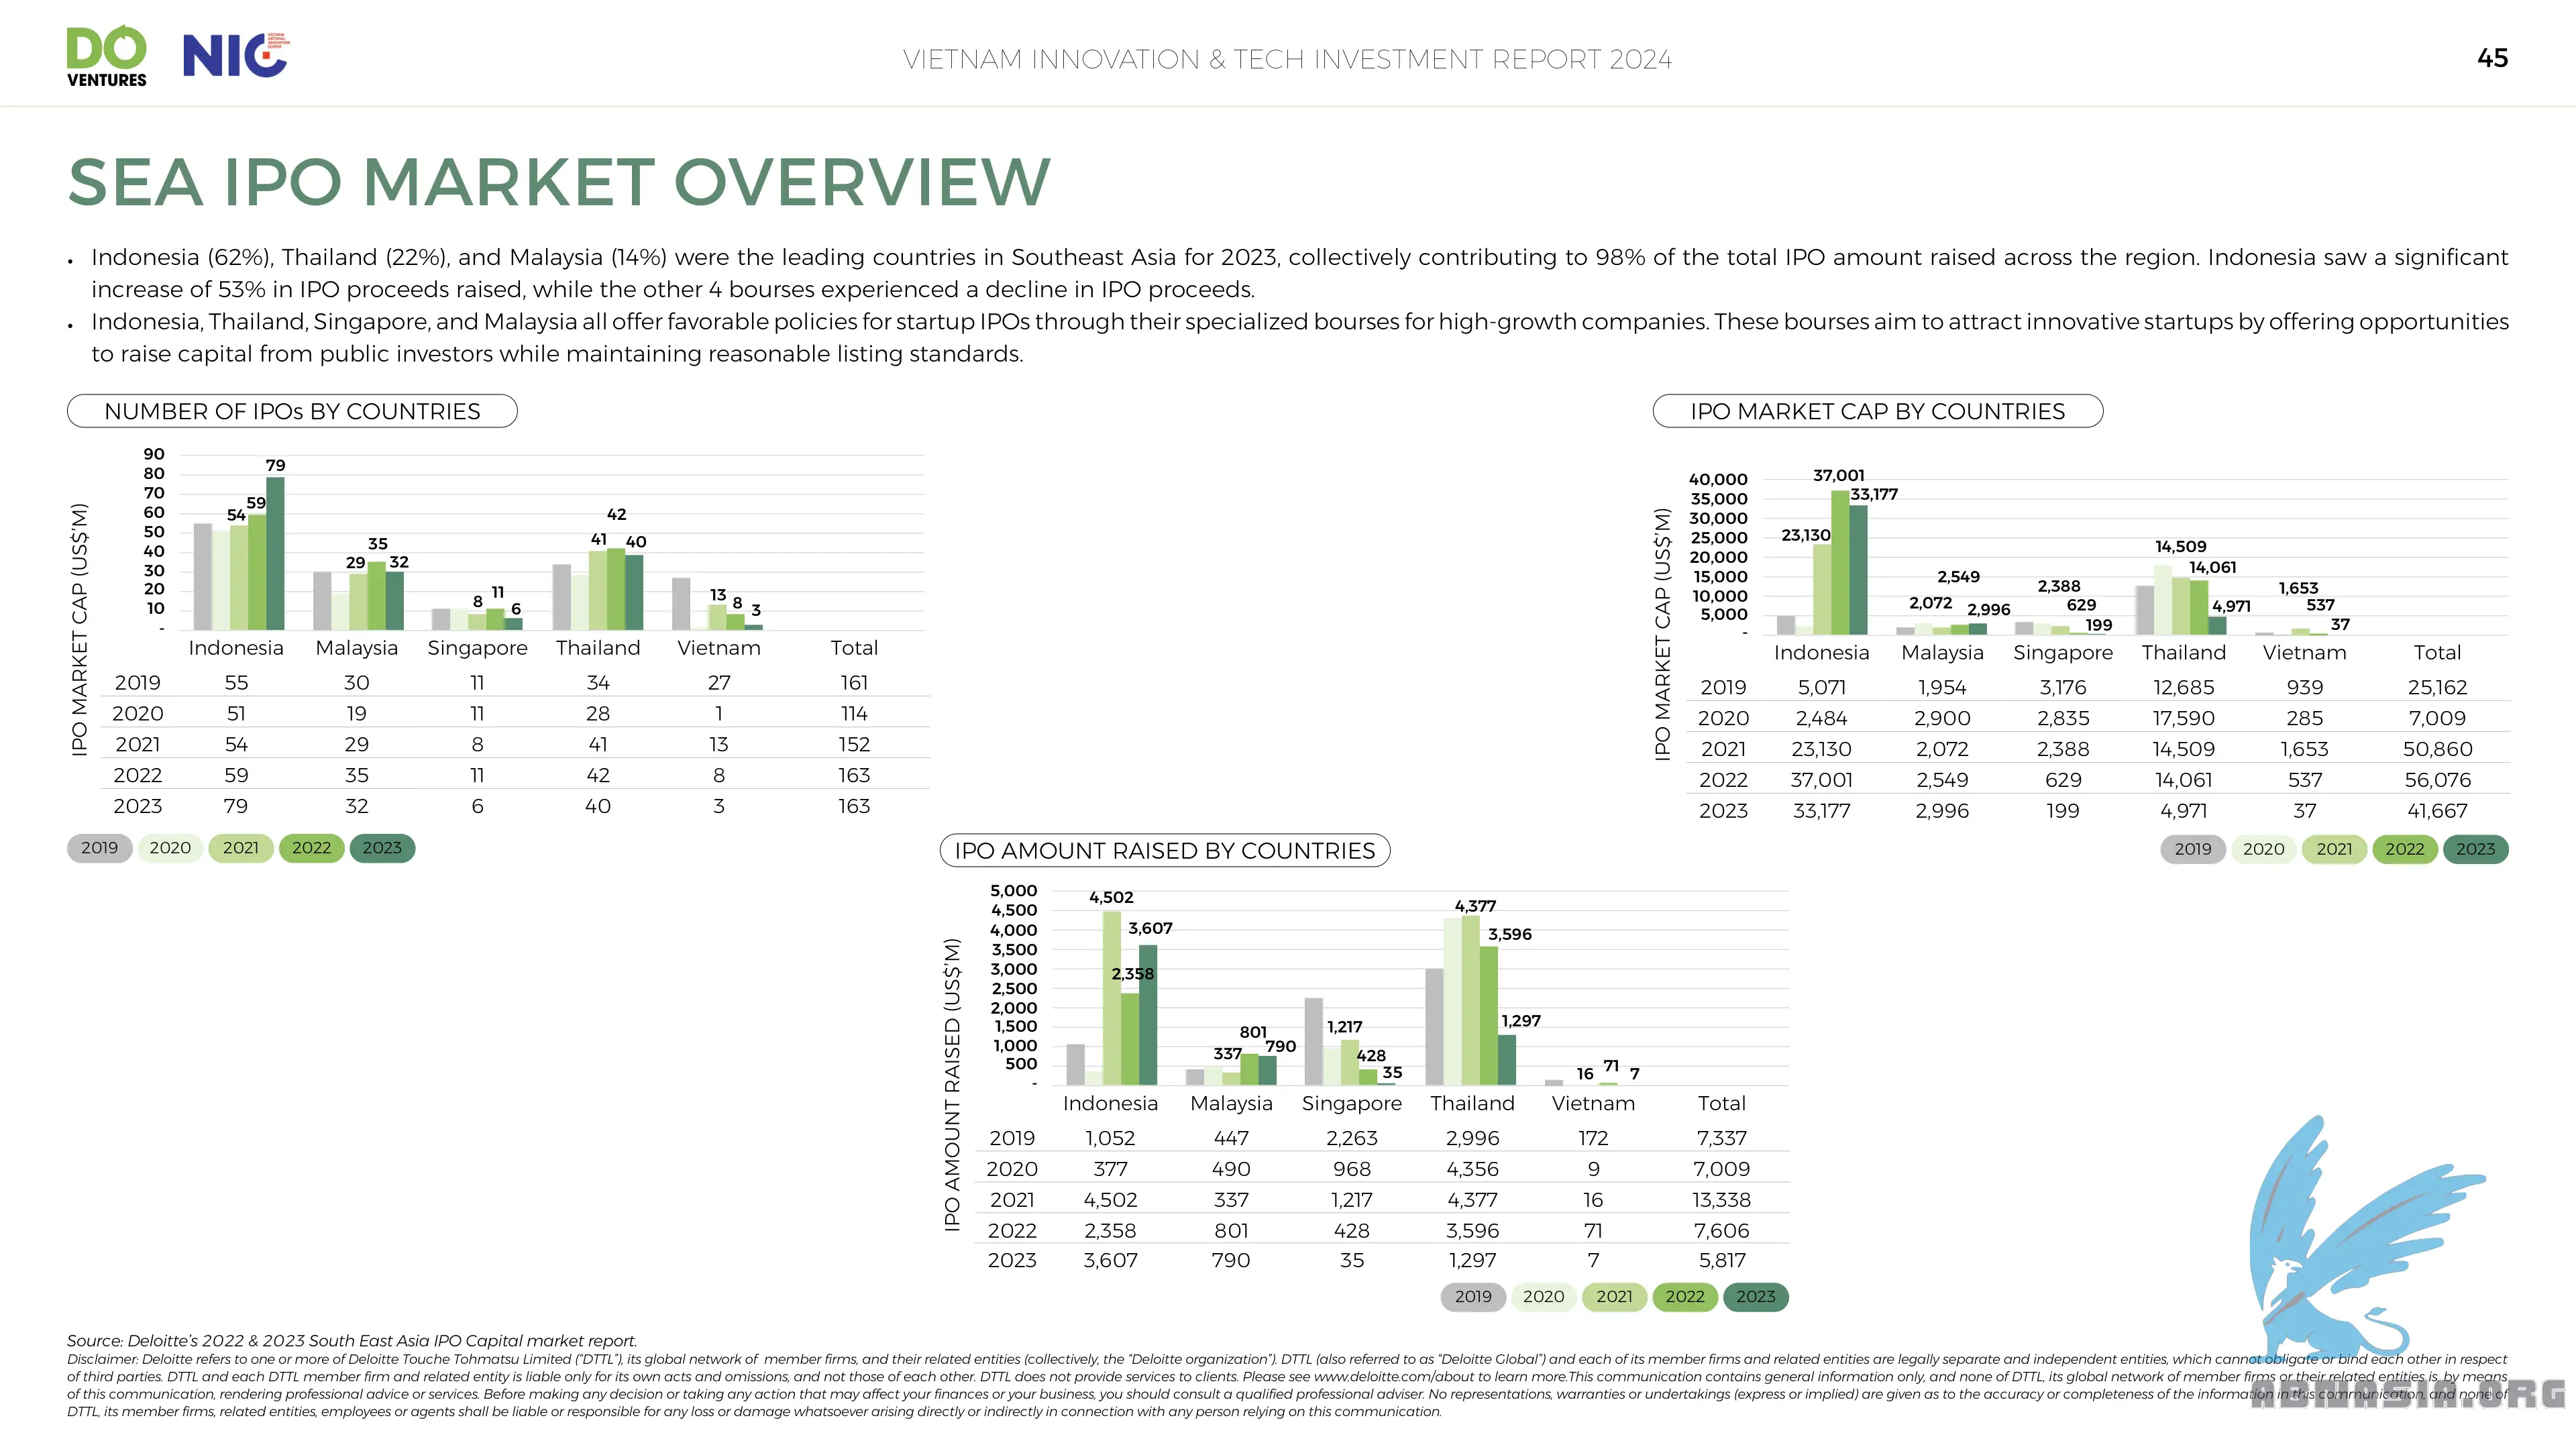 DO VENTURES
NIC VIETNAM NATIONAL INNOVATION CENTER
VIETNAM INNOVATION & TECH INVESTMENT REPORT 2024
45
SEA IPO MARKET OVERVIEW
• Indonesia (62%), Thailand (22%), and Malaysia (14%) were the leading countries in Southeast Asia for 2023, collectively contributing to 98% of the total IPO amount raised across the region. Indonesia saw a significant
increase of 53% in IPO proceeds raised, while the other 4 bourses experienced a decline in IPO proceeds.
• Indonesia, Thailand, Singapore, and Malaysia all offer favorable policies for startup IPOs through their specialized bourses for high-growth companies. These bourses aim to attract innovative startups by offering opportunities
to raise capital from public investors while maintaining reasonable listing standards.
NUMBER OF IPOs BY COUNTRIES
IPO MARKET CAP (US$'M)
90
80
70
60
50
40
30
20
10
-
54 59 79
29 35 32
8 11 6
41 42 40
13 8 3
Indonesia Malaysia Singapore Thailand Vietnam Total
2019 55 30 11 34 27 161
2020 51 19 11 28 1 114
2021 54 29 8 41 13 152
2022 59 35 11 42 8 163
2023 79 32 6 40 3 163
2019 2020 2021 2022 2023
IPO MARKET CAP BY COUNTRIES
IPO MARKET CAP (US$'M)
40,000
35,000
30,000
25,000
20,000
15,000
10,000
5,000
-
23,130 37,001 33,177
2,072 2,549 2,996
2,388 629 199
14,509 14,061 4,971
1,653 537 37
Indonesia Malaysia Singapore Thailand Vietnam Total
2019 5,071 1,954 3,176 12,685 939 25,162
2020 2,484 2,900 2,835 17,590 285 7,009
2021 23,130 2,072 2,388 14,509 1,653 50,860
2022 37,001 2,549 629 14,061 537 56,076
2023 33,177 2,996 199 4,971 37 41,667
2019 2020 2021 2022 2023
IPO AMOUNT RAISED BY COUNTRIES
IPO AMOUNT RAISED (US$'M)
5,000
4,500
4,000
3,500
3,000
2,500
2,000
1,500
1,000
500
-
4,502 2,358 3,607
337 801 790
1,217 428 35
4,377 3,596 1,297
16 71 7
Indonesia Malaysia Singapore Thailand Vietnam Total
2019 1,052 447 2,263 2,996 172 7,337
2020 377 490 968 4,356 9 7,009
2021 4,502 337 1,217 4,377 16 13,338
2022 2,358 801 428 3,596 71 7,606
2023 3,607 790 35 1,297 7 5,817
2019 2020 2021 2022 2023
Source: Deloitte's 2022 & 2023 South East Asia IPO Capital market report.
Disclaimer: Deloitte refers to one or more of Deloitte Touche Tohmatsu Limited ("DTTL"), its global network of member firms, and their related entities (collectively, the "Deloitte organization"). DTTL (also referred to as "Deloitte Global") and each of its member firms and related entities are legally separate and independent entities, which cannot obligate or bind each other in respect
of third parties. DTTL and each DTTL member firm and related entity is liable only for its own acts and omissions, and not those of each other. DTTL does not provide services to clients. Please see www.deloitte.com/about to learn more.This communication contains general information only, and none of DTTL, its global network of member firms or their related entities is, by means
of this communication, rendering professional advice or services. Before making any decision or taking any action that may affect your finances or your business, you should consult a qualified professional adviser. No representations, warranties or undertakings (express or implied) are given as to the accuracy or completeness of the information in this communication, and none of
DTTL, its member firms, related entities, employees or agents shall be liable or responsible for any loss or damage whatsoever arising directly or indirectly in connection with any person relying on this communication.